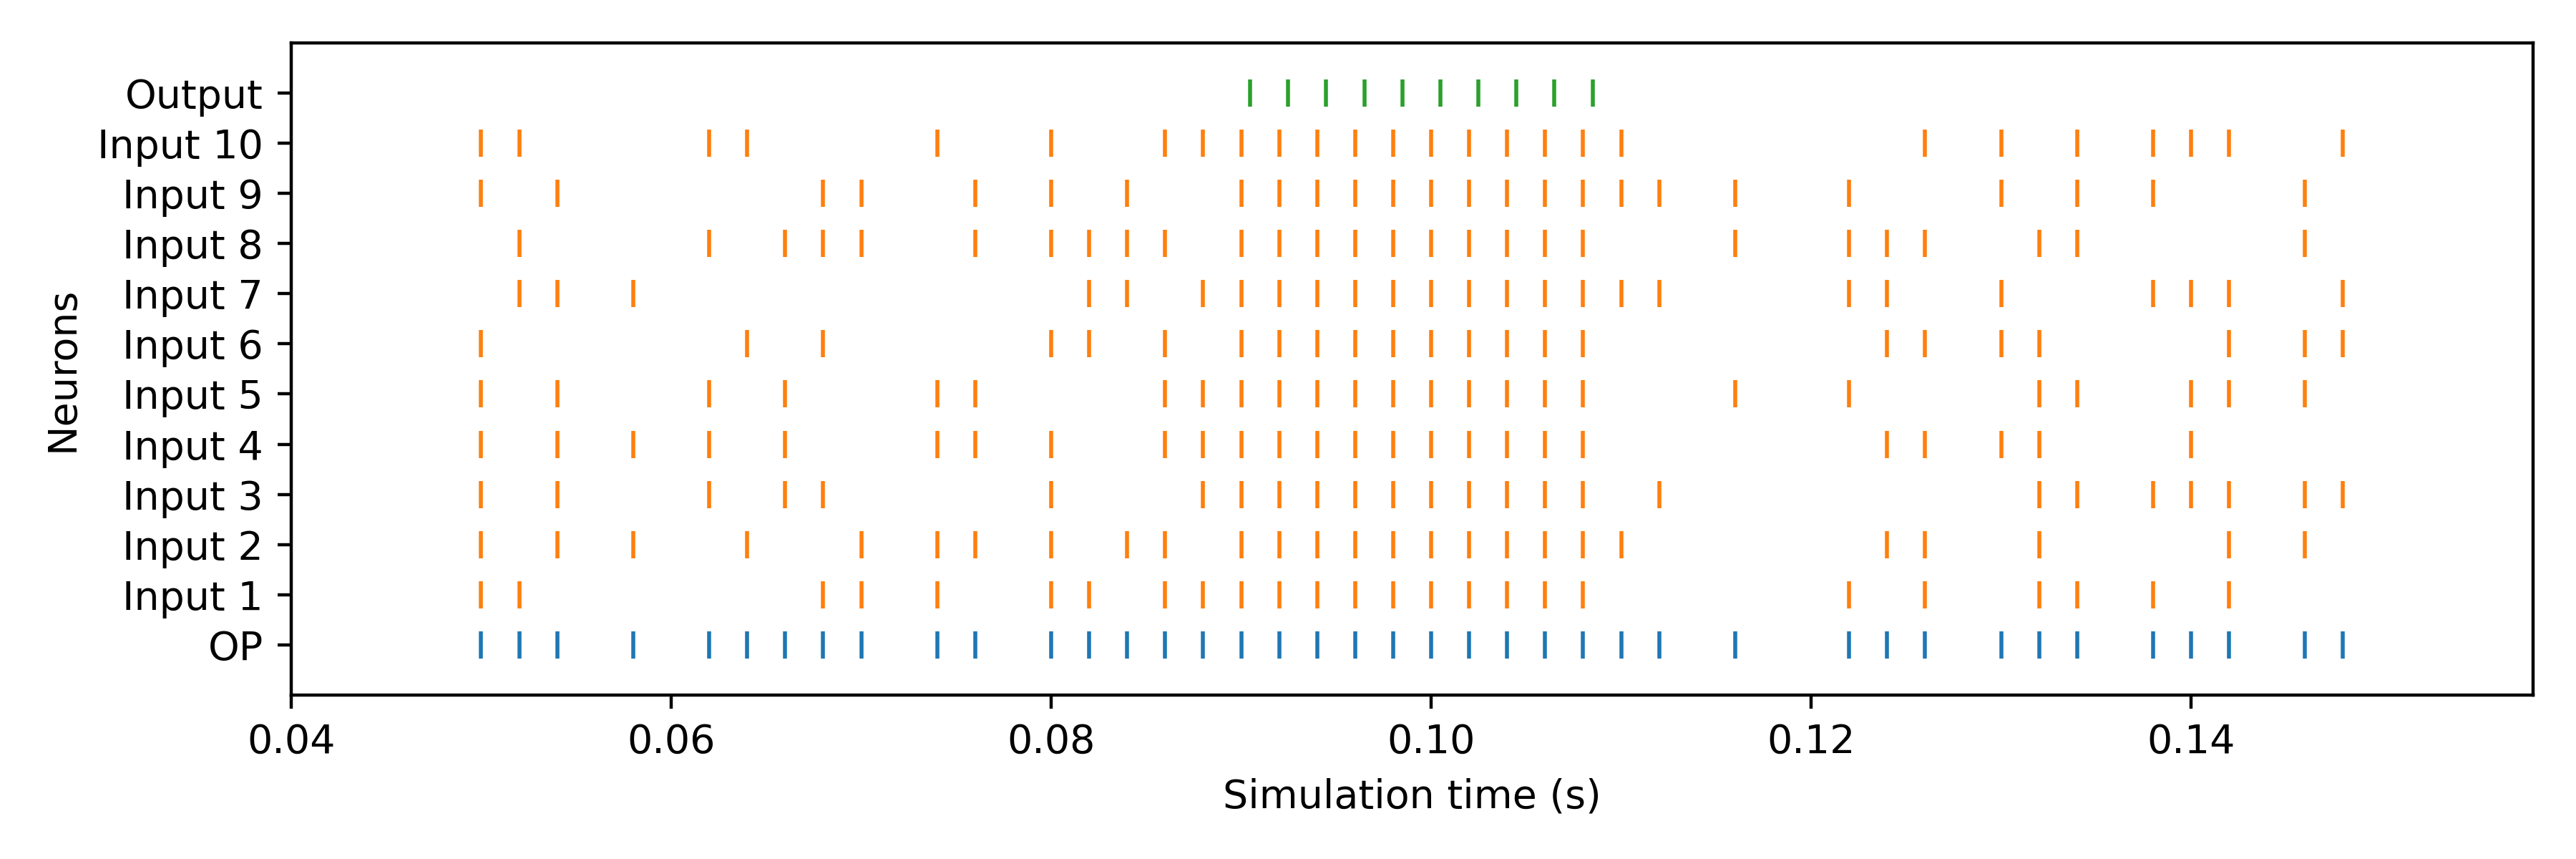 Output
Input 10
Input 9
Input 8
Input 7
Input 6
Input 5
Input 4
Input 3
Input 2
Input 1
OP
Neurons
0.04 0.06 0.08 0.10 0.12 0.14
Simulation time (s)